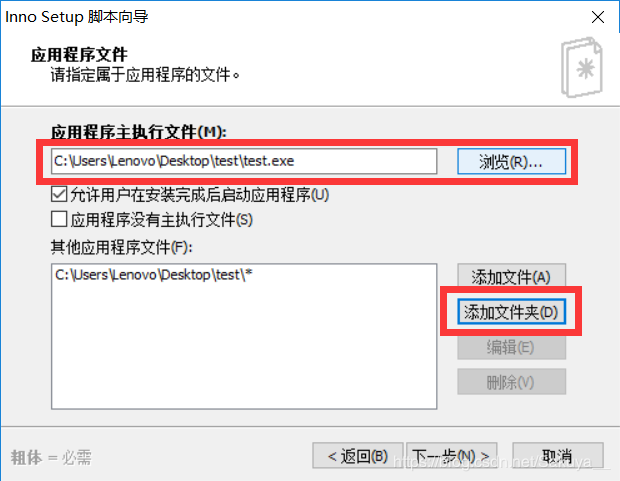 Inno Setup 脚本向导
应用程序文件
请指定属于应用程序的文件。
应用程序主执行文件(M):
C:\Users\Lenovo\Desktop\test\test.exe
浏览(R)...
允许用户在安装完成后启动应用程序(U)
应用程序没有主执行文件(S)
其他应用程序文件(F):
C:\Users\Lenovo\Desktop\test\*
添加文件(A)
添加文件夹(D)
编辑(E)
删除(V)
粗体 = 必需
< 返回(B)
下一步(N) >
取消